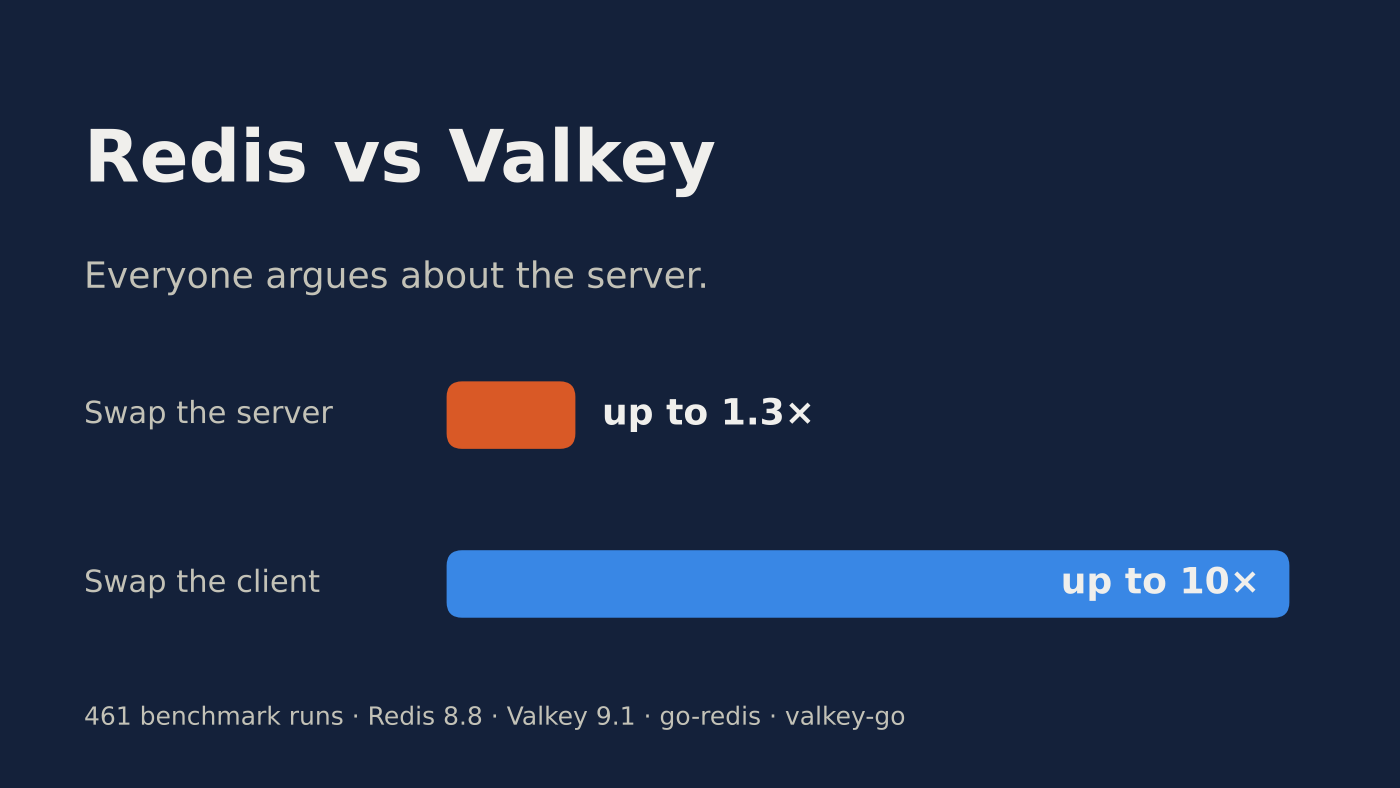 Redis vs Valkey
Everyone argues about the server.
Swap the server
up to 1.3×
Swap the client
up to 10×
461 benchmark runs · Redis 8.8 · Valkey 9.1 · go-redis · valkey-go